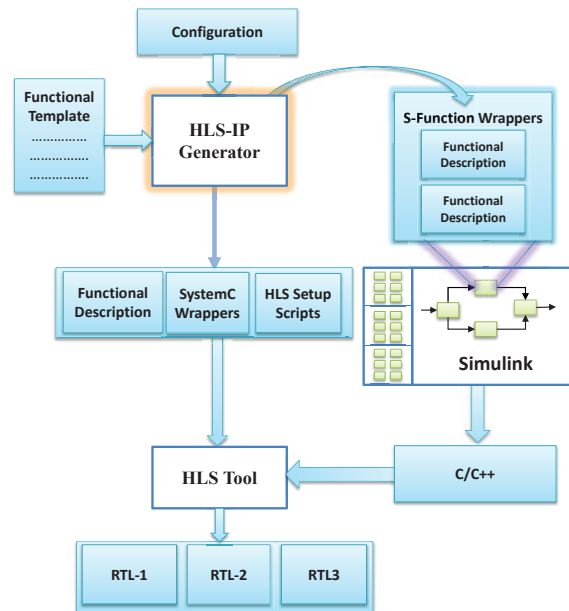 Configuration
Functional
Template
...............
................
................
HLS-IP
Generator
S-Function Wrappers
Functional
Description
Functional
Description
Functional
Description
SystemC
Wrappers
HLS Setup
Scripts
Simulink
HLS Tool
C/C++
RTL-1
RTL-2
RTL3